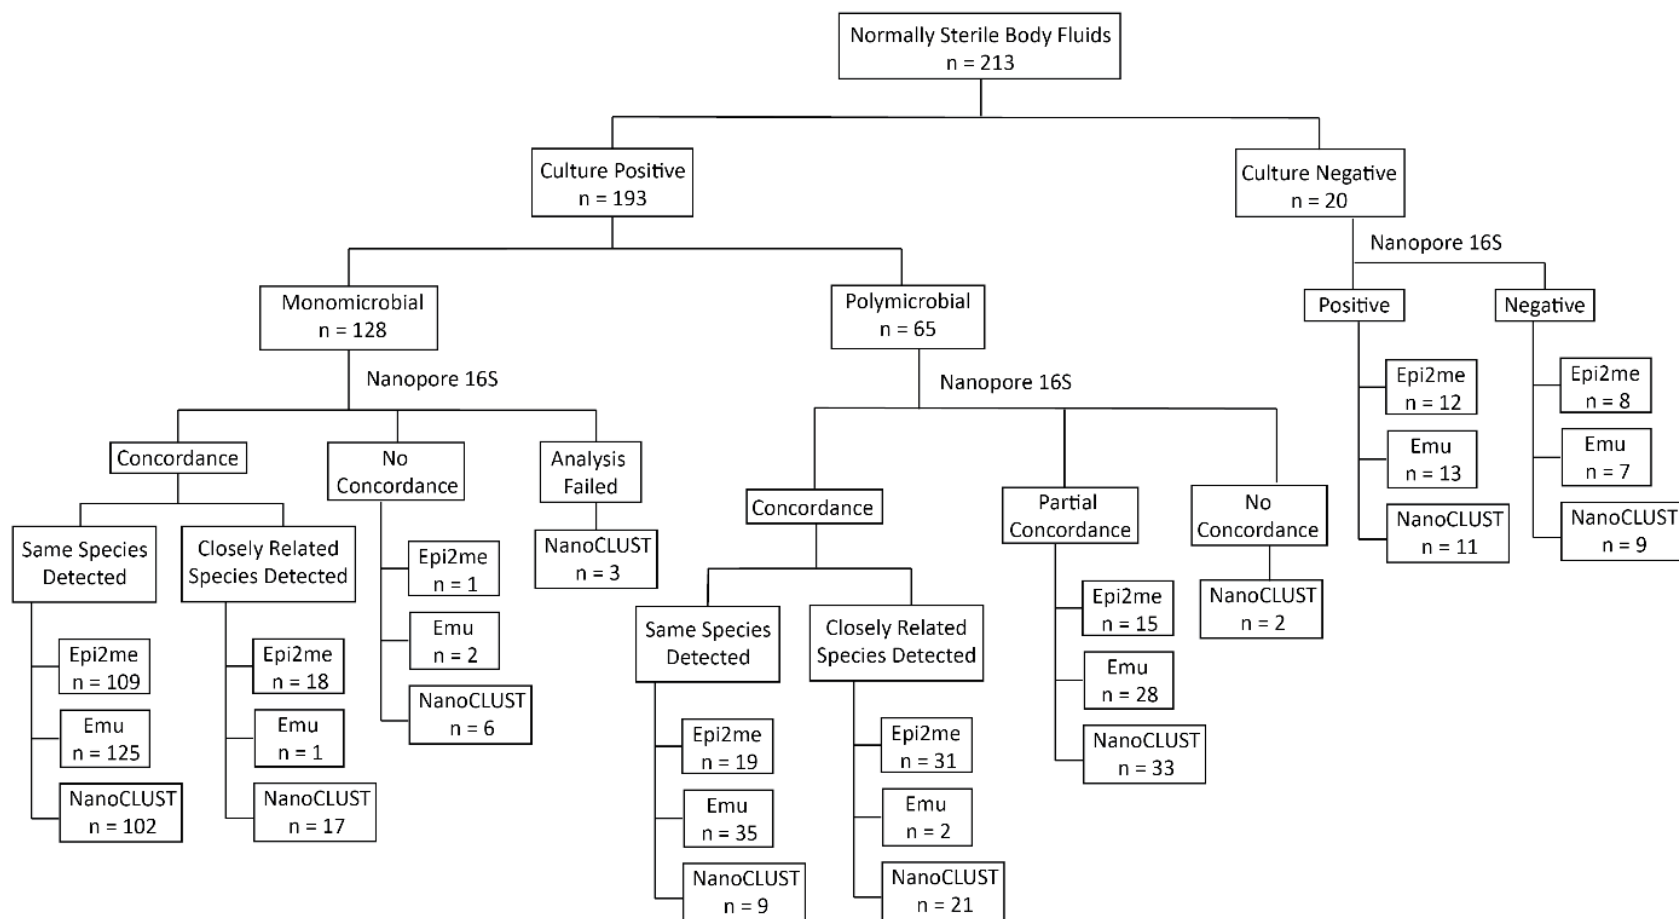 Normally Sterile Body Fluids
n = 213
Culture Positive
n = 193
Culture Negative
n = 20
Nanopore 16S
Monomicrobial
n = 128
Polymicrobial
n = 65
Positive
Negative
Nanopore 16S
Nanopore 16S
Epi2me
n = 12
Emu
n = 13
NanoCLUST
n = 11
Epi2me
n = 8
Emu
n = 7
NanoCLUST
n = 9
Concordance
No
Concordance
Analysis
Failed
Same Species
Detected
Closely Related
Species Detected
Epi2me
n = 109
Emu
n = 125
NanoCLUST
n = 102
Epi2me
n = 18
Emu
n = 1
NanoCLUST
n = 17
Epi2me
n = 1
Emu
n = 2
NanoCLUST
n = 6
NanoCLUST
n = 3
Concordance
Partial
Concordance
No
Concordance
Same Species
Detected
Closely Related
Species Detected
Epi2me
n = 19
Emu
n = 35
NanoCLUST
n = 9
Epi2me
n = 31
Emu
n = 2
NanoCLUST
n = 21
Epi2me
n = 15
Emu
n = 28
NanoCLUST
n = 33
NanoCLUST
n = 2